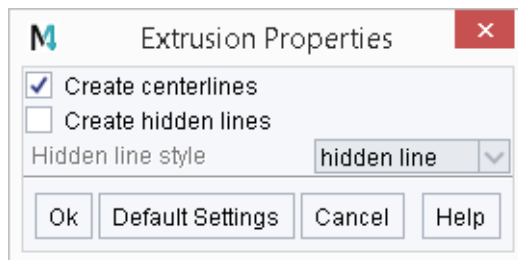 Extrusion Properties
Create centerlines
Create hidden lines
Hidden line style hidden line
Ok Default Settings Cancel Help